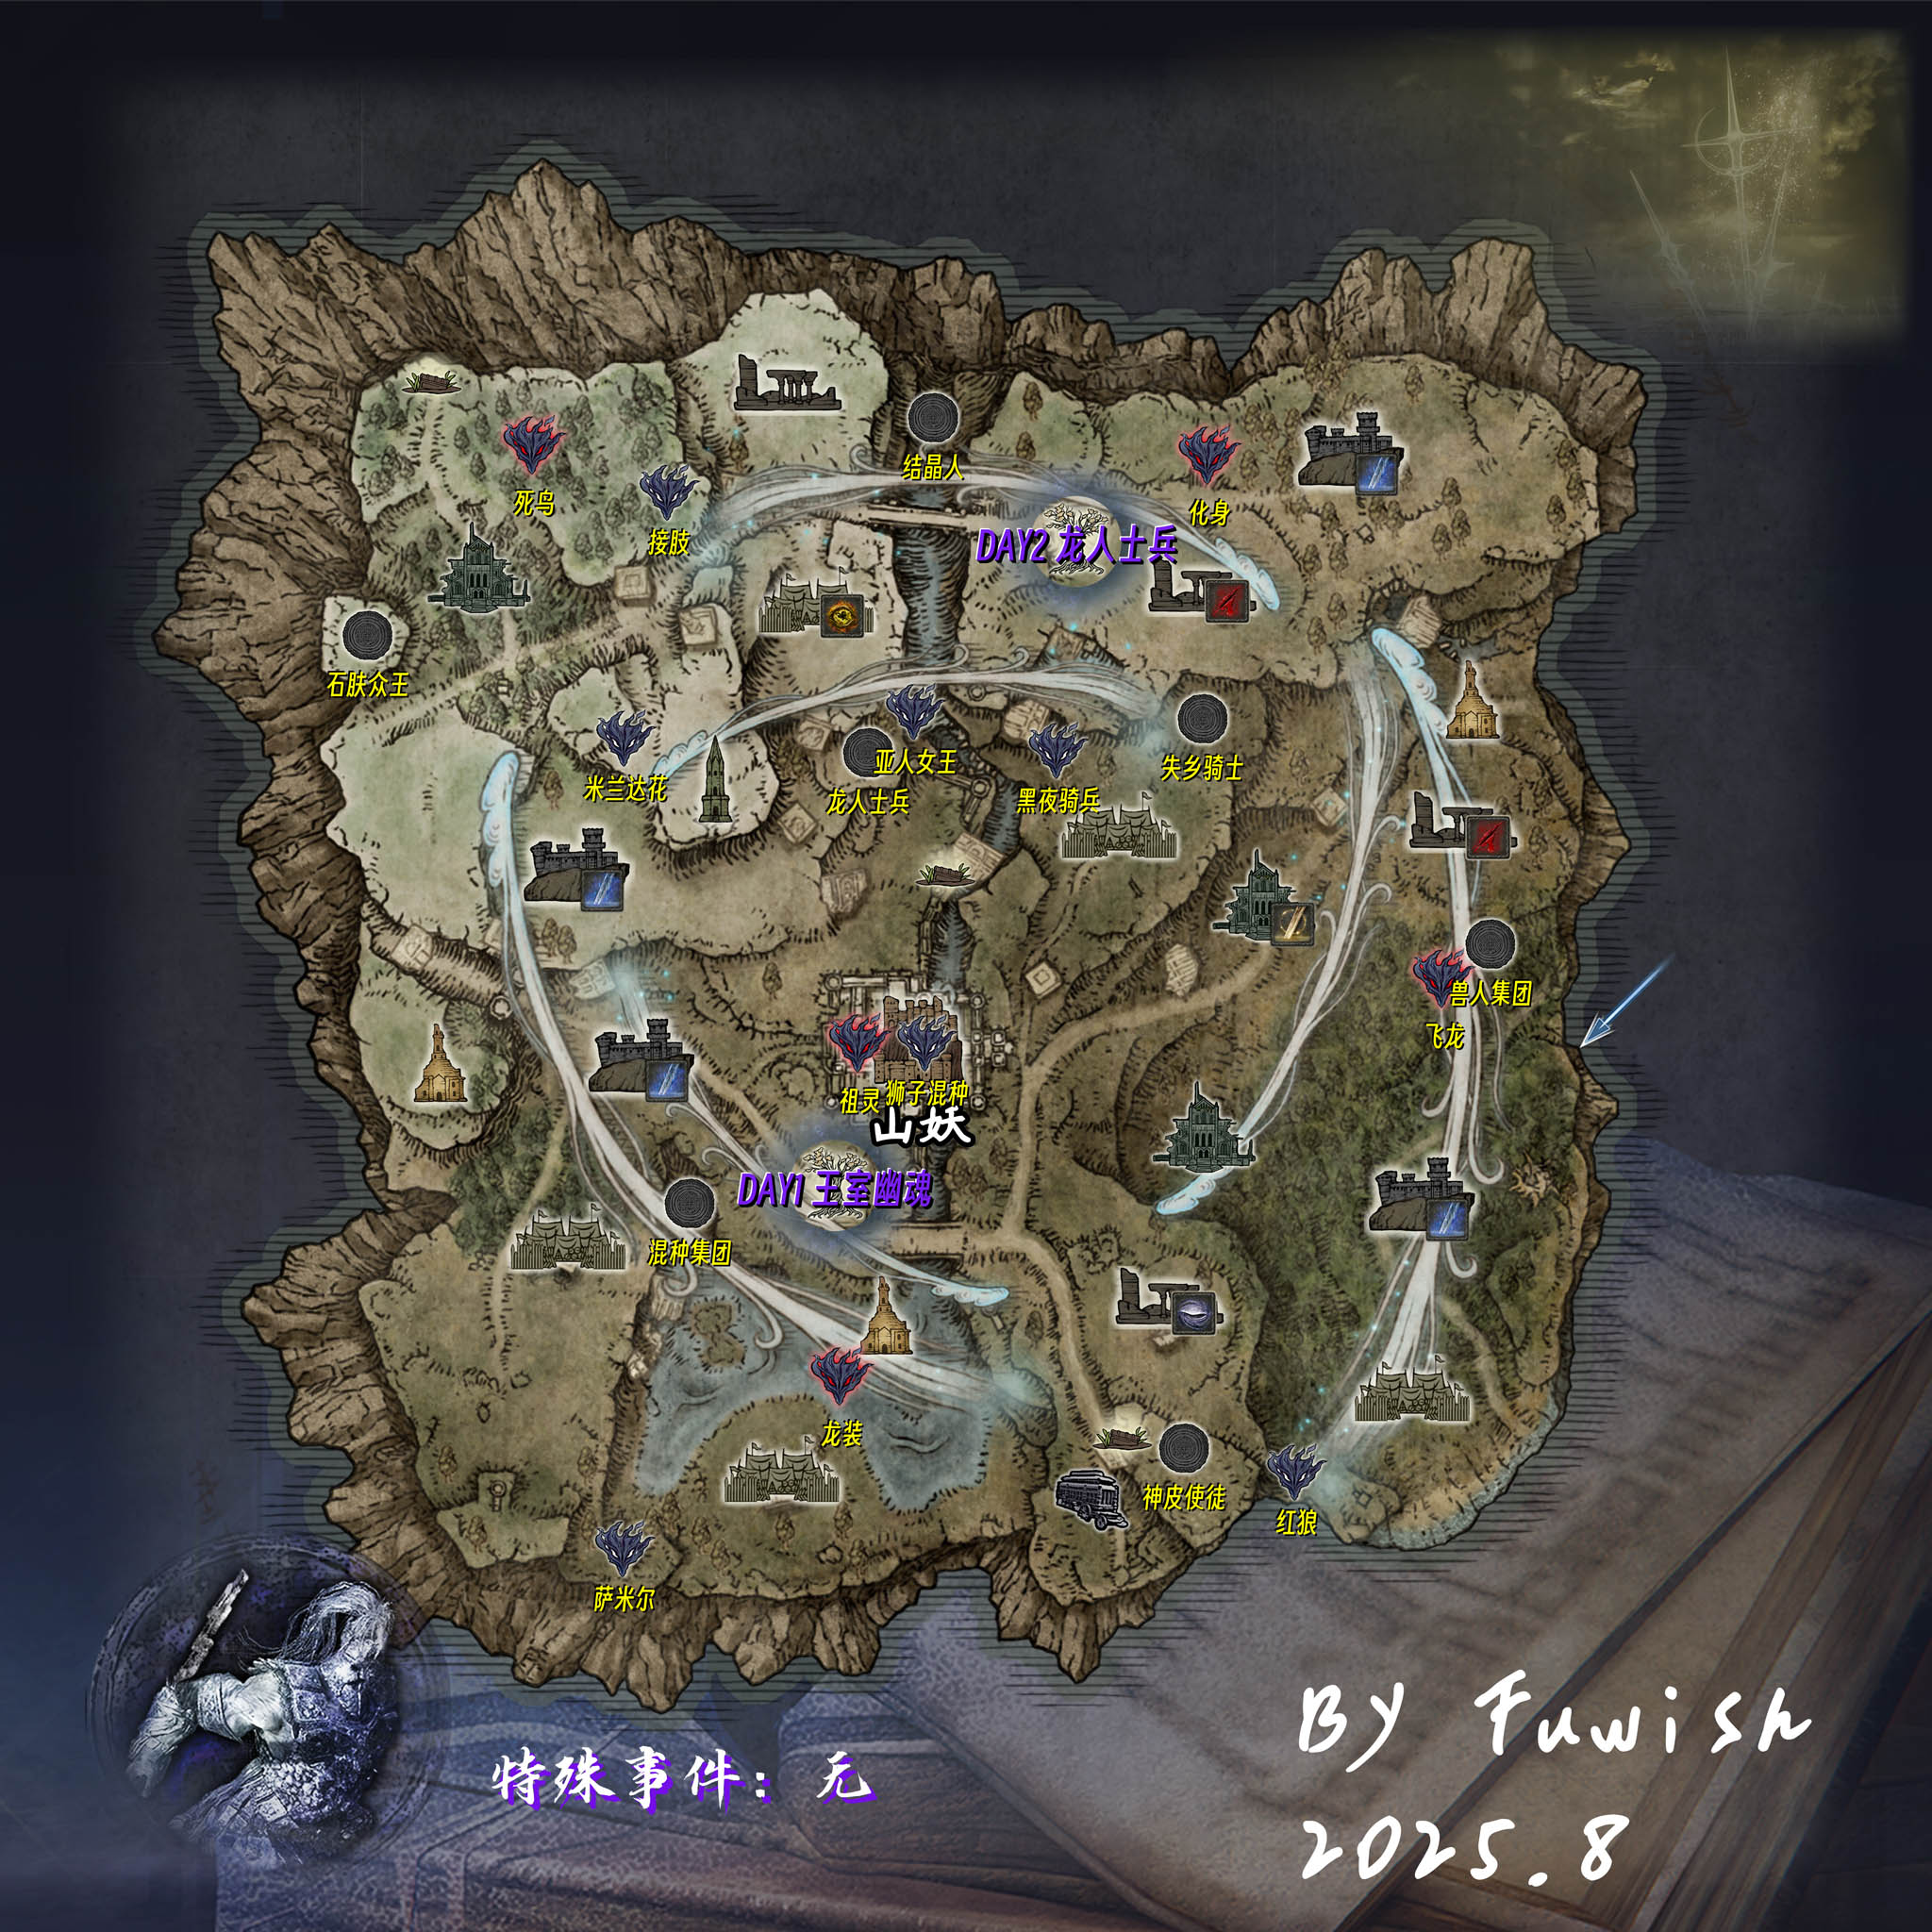 结晶人
死鸟
化身
接肢
DAY2 龙人士兵
石肤众王
亚人女王
失乡骑士
米兰达花
龙人士兵
黑夜骑兵
兽人集团
飞龙
祖灵
狮子混种
山妖
DAY1 王室幽魂
混种集团
龙装
神皮使徒
红狼
萨米尔
特殊事件：无
By Fuwish
2025.8